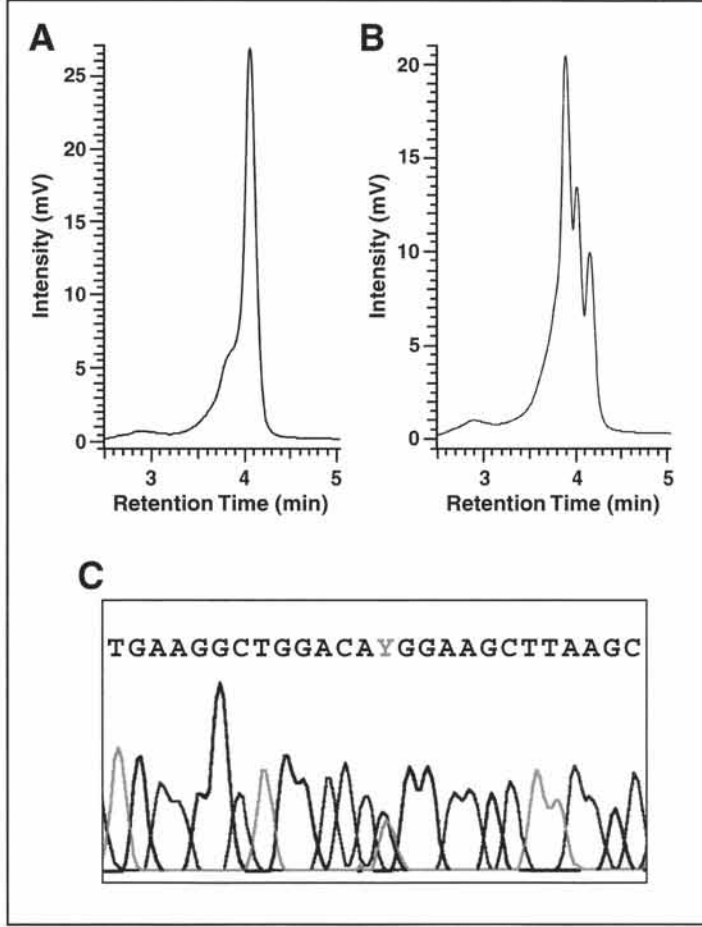 A
B
25
20
15
10
5
0
Intensity (mV)
3
4
5
Retention Time (min)
20
15
10
5
0
Intensity (mV)
3
4
5
Retention Time (min)
C
TGAAGGCTGGACAYGGAAGCTTAAGC